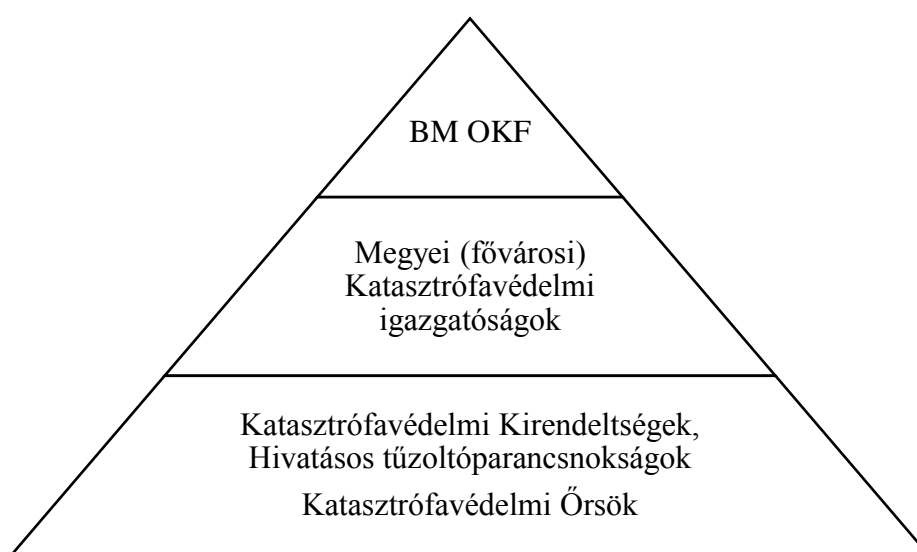 BM OKF
Megyei (fővárosi)
Katasztrófavédelmi
igazgatóságok
Katasztrófavédelmi Kirendeltségek,
Hivatásos tűzoltóparancsnokságok
Katasztrófavédelmi Őrsök